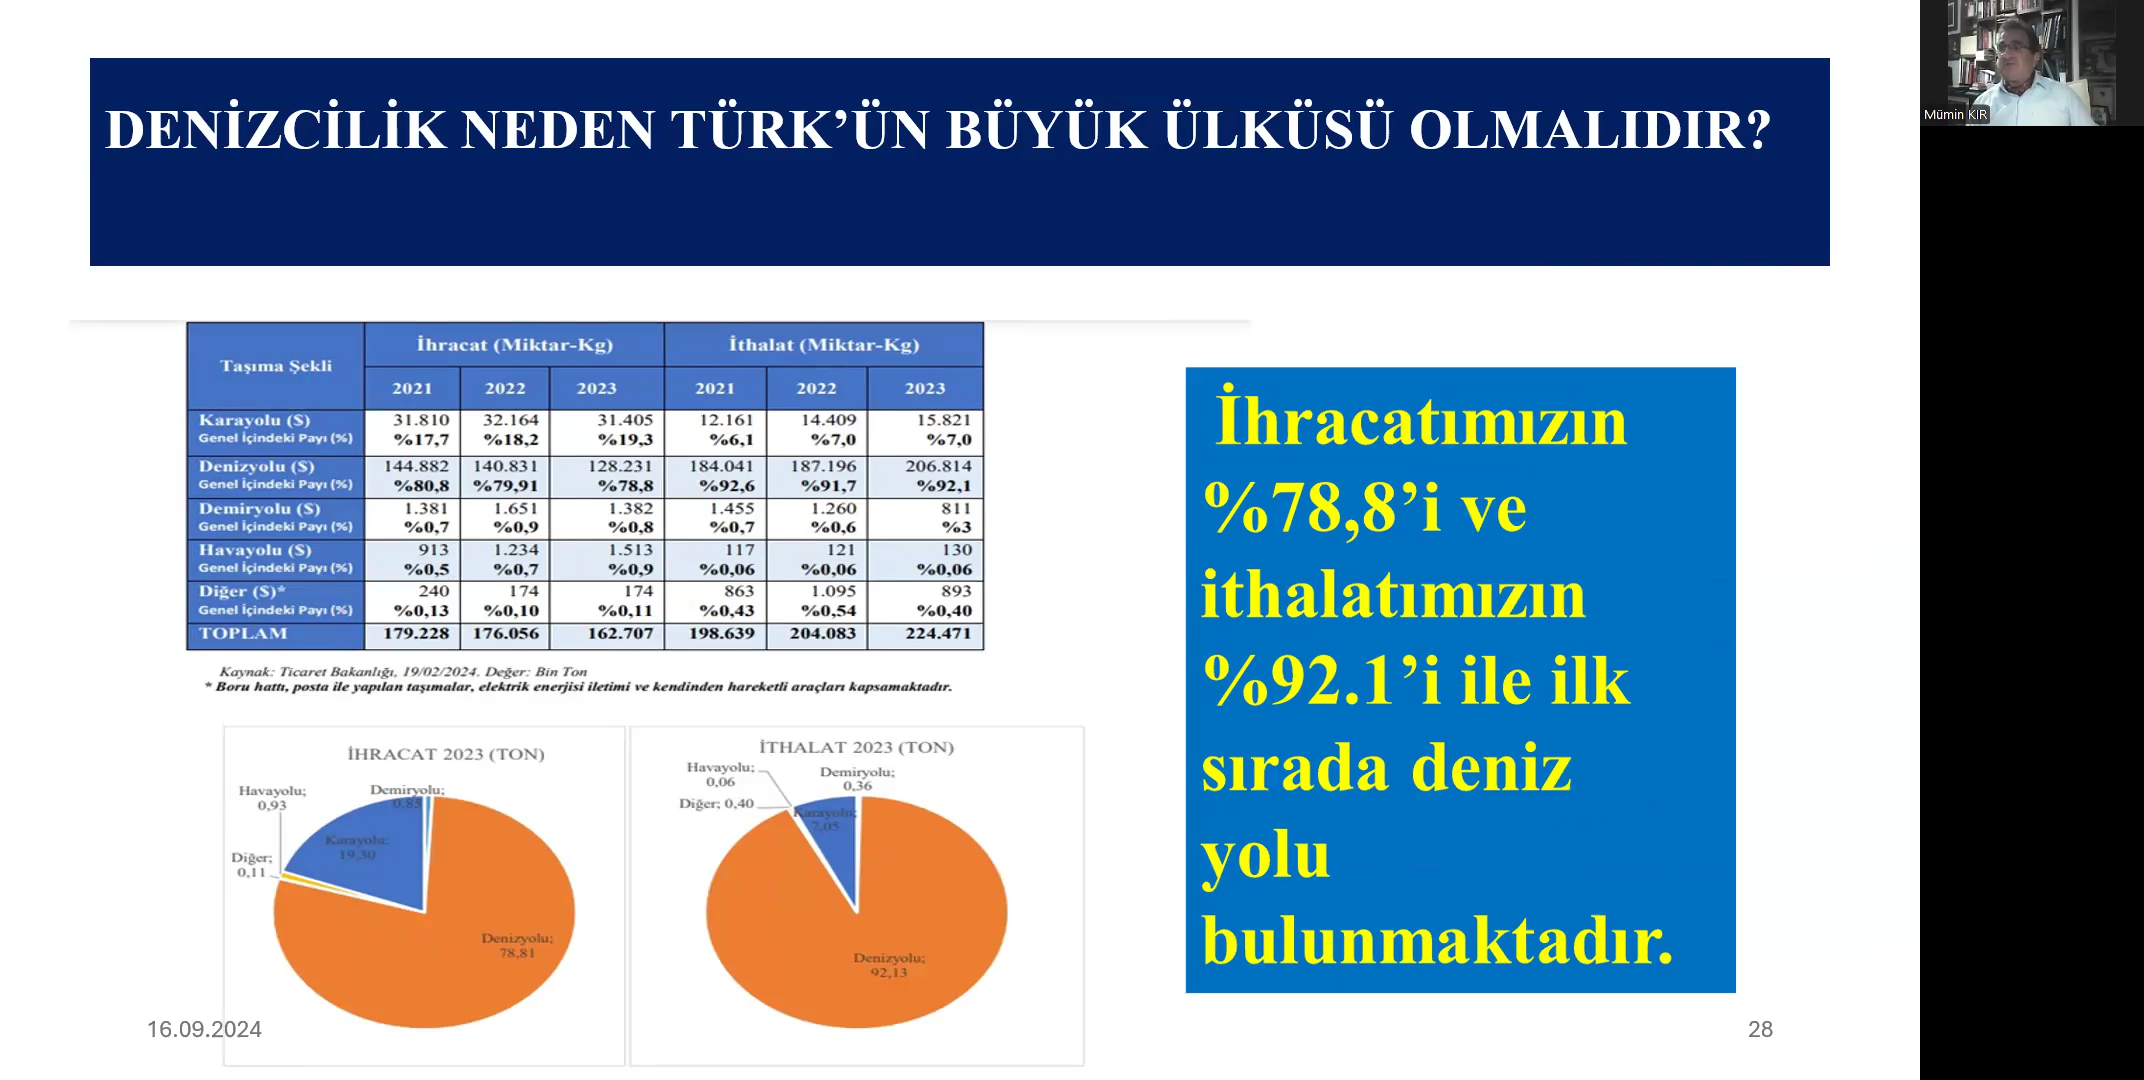 DENİZCİLİK NEDEN TÜRK’ÜN BÜYÜK ÜLKÜSÜ OLMALIDIR?
Mümin KIR
Taşıma Şekli İhracat (Miktar-Kg) İthalat (Miktar-Kg)
2021 2022 2023 2021 2022 2023
Karayolu ($) 31.810 32.164 31.405 12.161 14.409 15.821
Genel İçindeki Payı (%) %17,7 %18,2 %19,3 %6,1 %7,0 %7,0
Denizyolu ($) 144.882 140.831 128.231 184.041 187.196 206.814
Genel İçindeki Payı (%) %80,8 %79,91 %78,8 %92,6 %91,7 %92,1
Demiryolu ($) 1.381 1.651 1.382 1.455 1.260 811
Genel İçindeki Payı (%) %0,7 %0,9 %0,8 %0,7 %0,6 %3
Havayolu ($) 913 1.234 1.513 117 121 130
Genel İçindeki Payı (%) %0,5 %0,7 %0,9 %0,06 %0,06 %0,06
Diğer ($)* 240 174 174 863 1.095 893
Genel İçindeki Payı (%) %0,13 %0,10 %0,11 %0,43 %0,54 %0,40
TOPLAM 179.228 176.056 162.707 198.639 204.083 224.471
Kaynak: Ticaret Bakanlığı, 19/02/2024. Değer: Bin Ton
* Boru hattı, posta ile yapılan taşımalar, elektrik enerjisi iletimi ve kendinden hareketli araçları kapsamaktadır.
İHRACAT 2023 (TON)
Havayolu;
0,93
Demiryolu;
0,85
Karayolu;
19,30
Diğer;
0,11
Denizyolu;
78,81
İTHALAT 2023 (TON)
Havayolu;
0,06
Demiryolu;
0,36
Diğer; 0,40
Karayolu;
7,05
Denizyolu;
92,13
İhracatımızın
%78,8’i ve
ithalatımızın
%92.1’i ile ilk
sırada deniz
yolu
bulunmaktadır.
16.09.2024
28